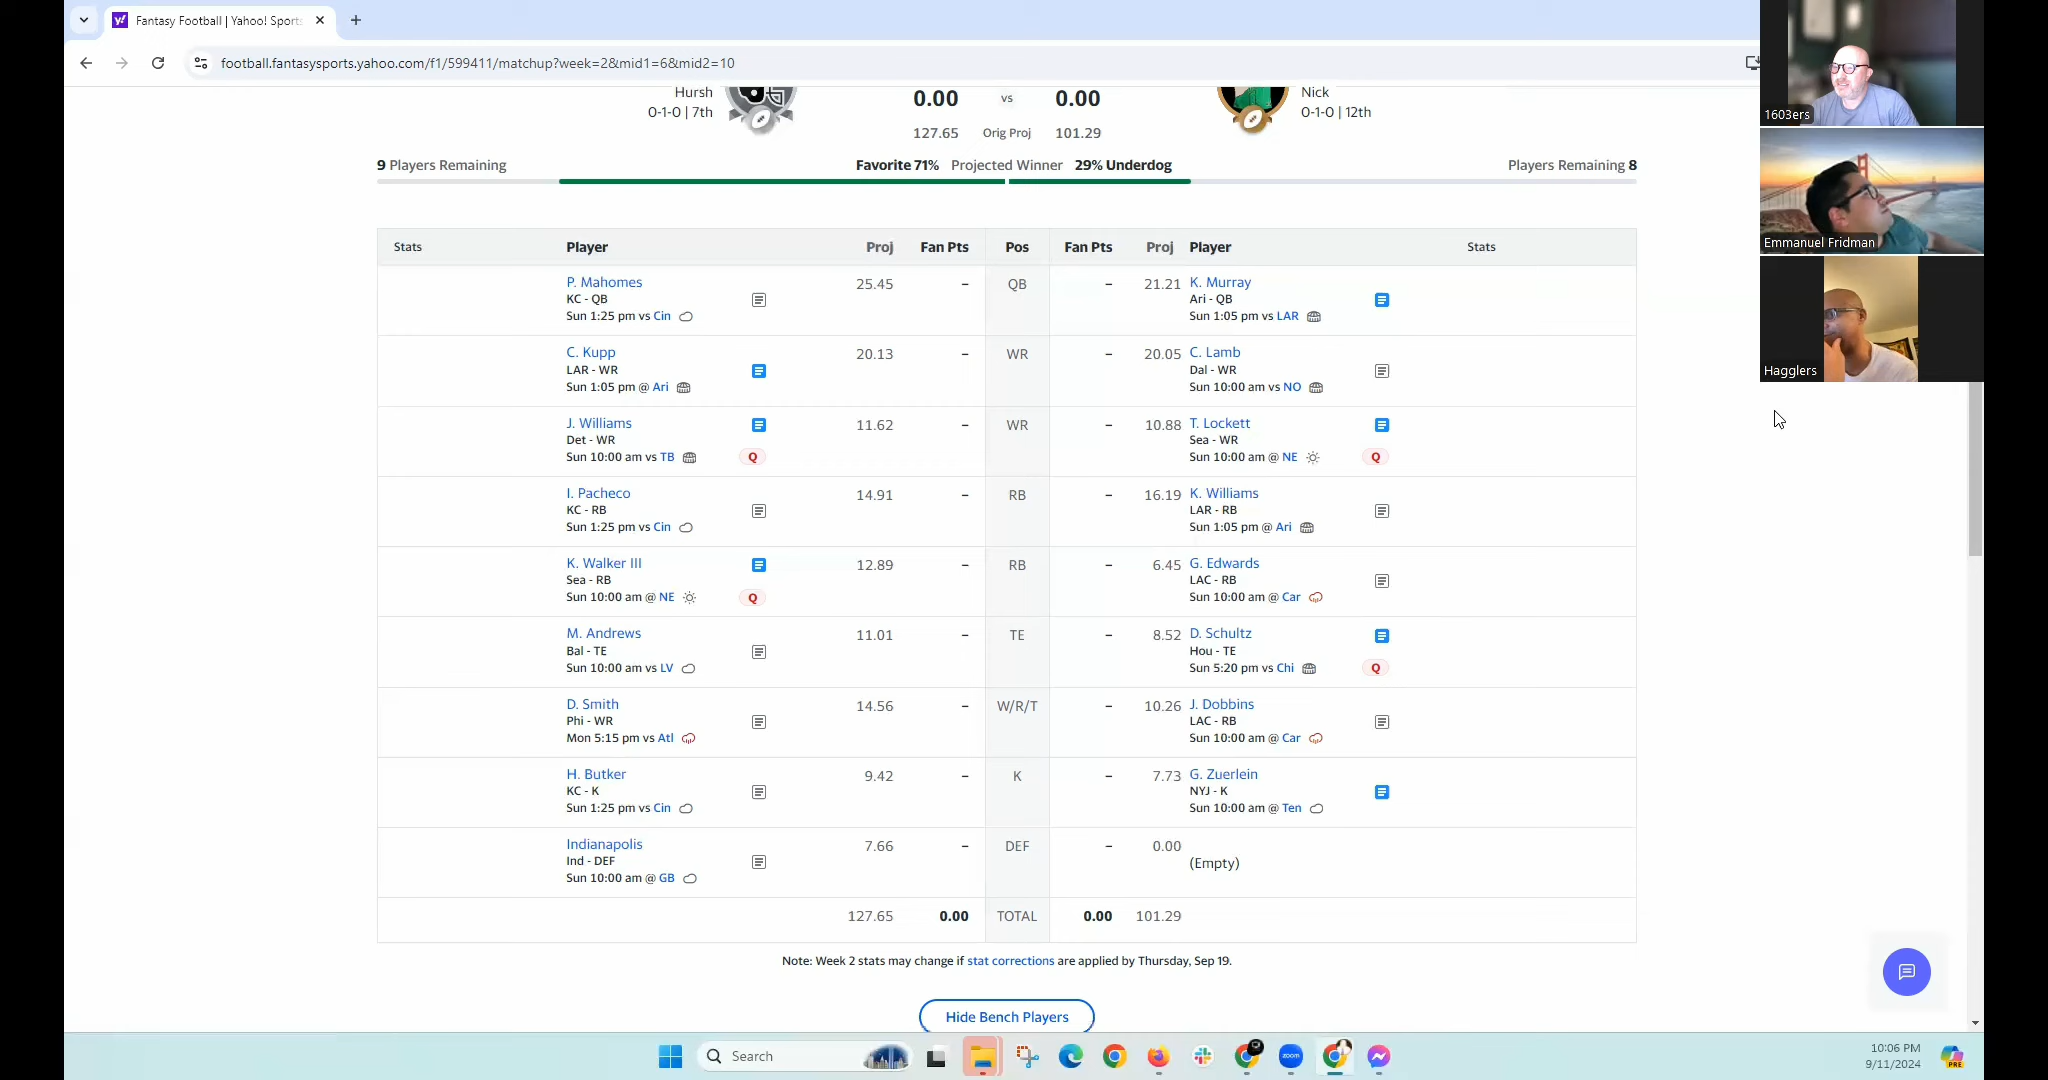 Fantasy Football | Yahoo! Sports
football.fantasysports.yahoo.com/f1/599411/matchup?week=2&mid1=6&mid2=10
1603ers
Emmanuel Fridman
Hagglers
Hursh 0.00 vs 0.00 Nick
0-1-0 | 7th 0-1-0 | 12th
127.65 Orig Proj 101.29
9 Players Remaining Favorite 71% Projected Winner 29% Underdog Players Remaining 8
Stats Player Proj Fan Pts Pos Fan Pts Proj Player Stats
P. Mahomes 25.45 – QB – 21.21 K. Murray
KC - QB Ari - QB
Sun 1:25 pm vs Cin Sun 1:05 pm vs LAR
C. Kupp 20.13 – WR – 20.05 C. Lamb
LAR - WR Dal - WR
Sun 1:05 pm @ Ari Sun 10:00 am vs NO
J. Williams 11.62 – WR – 10.88 T. Lockett
Det - WR Sea - WR
Sun 10:00 am vs TB Q Sun 10:00 am @ NE Q
I. Pacheco 14.91 – RB – 16.19 K. Williams
KC - RB LAR - RB
Sun 1:25 pm vs Cin Sun 1:05 pm @ Ari
K. Walker III 12.89 – RB – 6.45 G. Edwards
Sea - RB LAC - RB
Sun 10:00 am @ NE Q Sun 10:00 am @ Car
M. Andrews 11.01 – TE – 8.52 D. Schultz
Bal - TE Hou - TE
Sun 10:00 am vs LV Sun 5:20 pm vs Chi Q
D. Smith 14.56 – W/R/T – 10.26 J. Dobbins
Phi - WR LAC - RB
Mon 5:15 pm vs Atl Sun 10:00 am @ Car
H. Butker 9.42 – K – 7.73 G. Zuerlein
KC - K NYJ - K
Sun 1:25 pm vs Cin Sun 10:00 am @ Ten
Indianapolis 7.66 – DEF – 0.00
Ind - DEF (Empty)
Sun 10:00 am @ GB
127.65 0.00 TOTAL 0.00 101.29
Note: Week 2 stats may change if stat corrections are applied by Thursday, Sep 19.
Hide Bench Players
Search
zoom
10:06 PM
9/11/2024
PRE